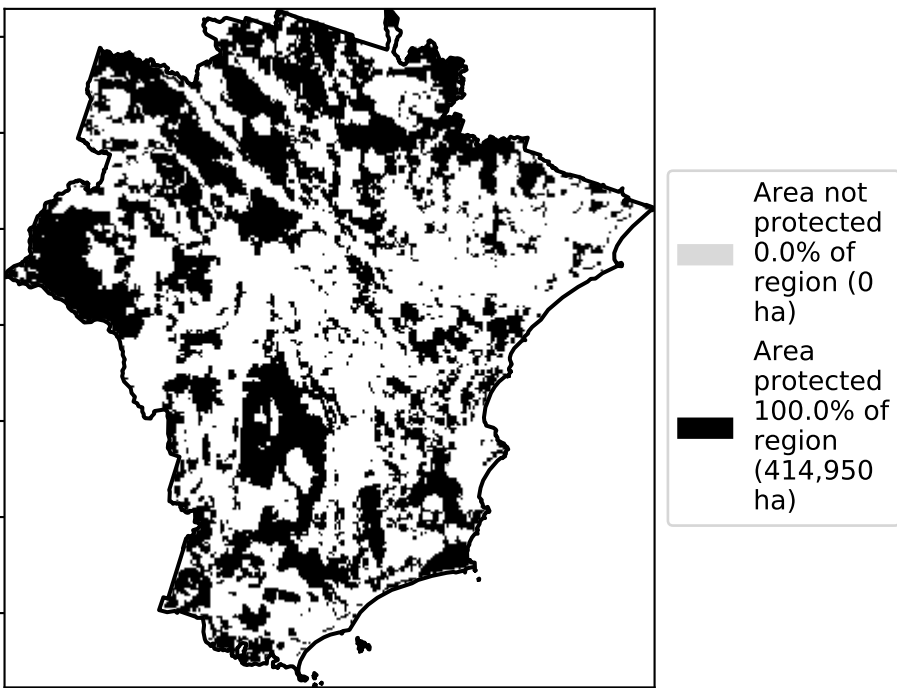 Area not
protected
0.0% of
region (0
ha)
Area
protected
100.0% of
region
(414,950
ha)